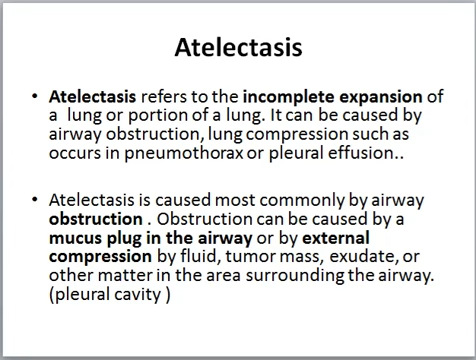 Atelectasis
• Atelectasis refers to the incomplete expansion of
a lung or portion of a lung. It can be caused by
airway obstruction, lung compression such as
occurs in pneumothorax or pleural effusion..
• Atelectasis is caused most commonly by airway
obstruction . Obstruction can be caused by a
mucus plug in the airway or by external
compression by fluid, tumor mass, exudate, or
other matter in the area surrounding the airway.
(pleural cavity )